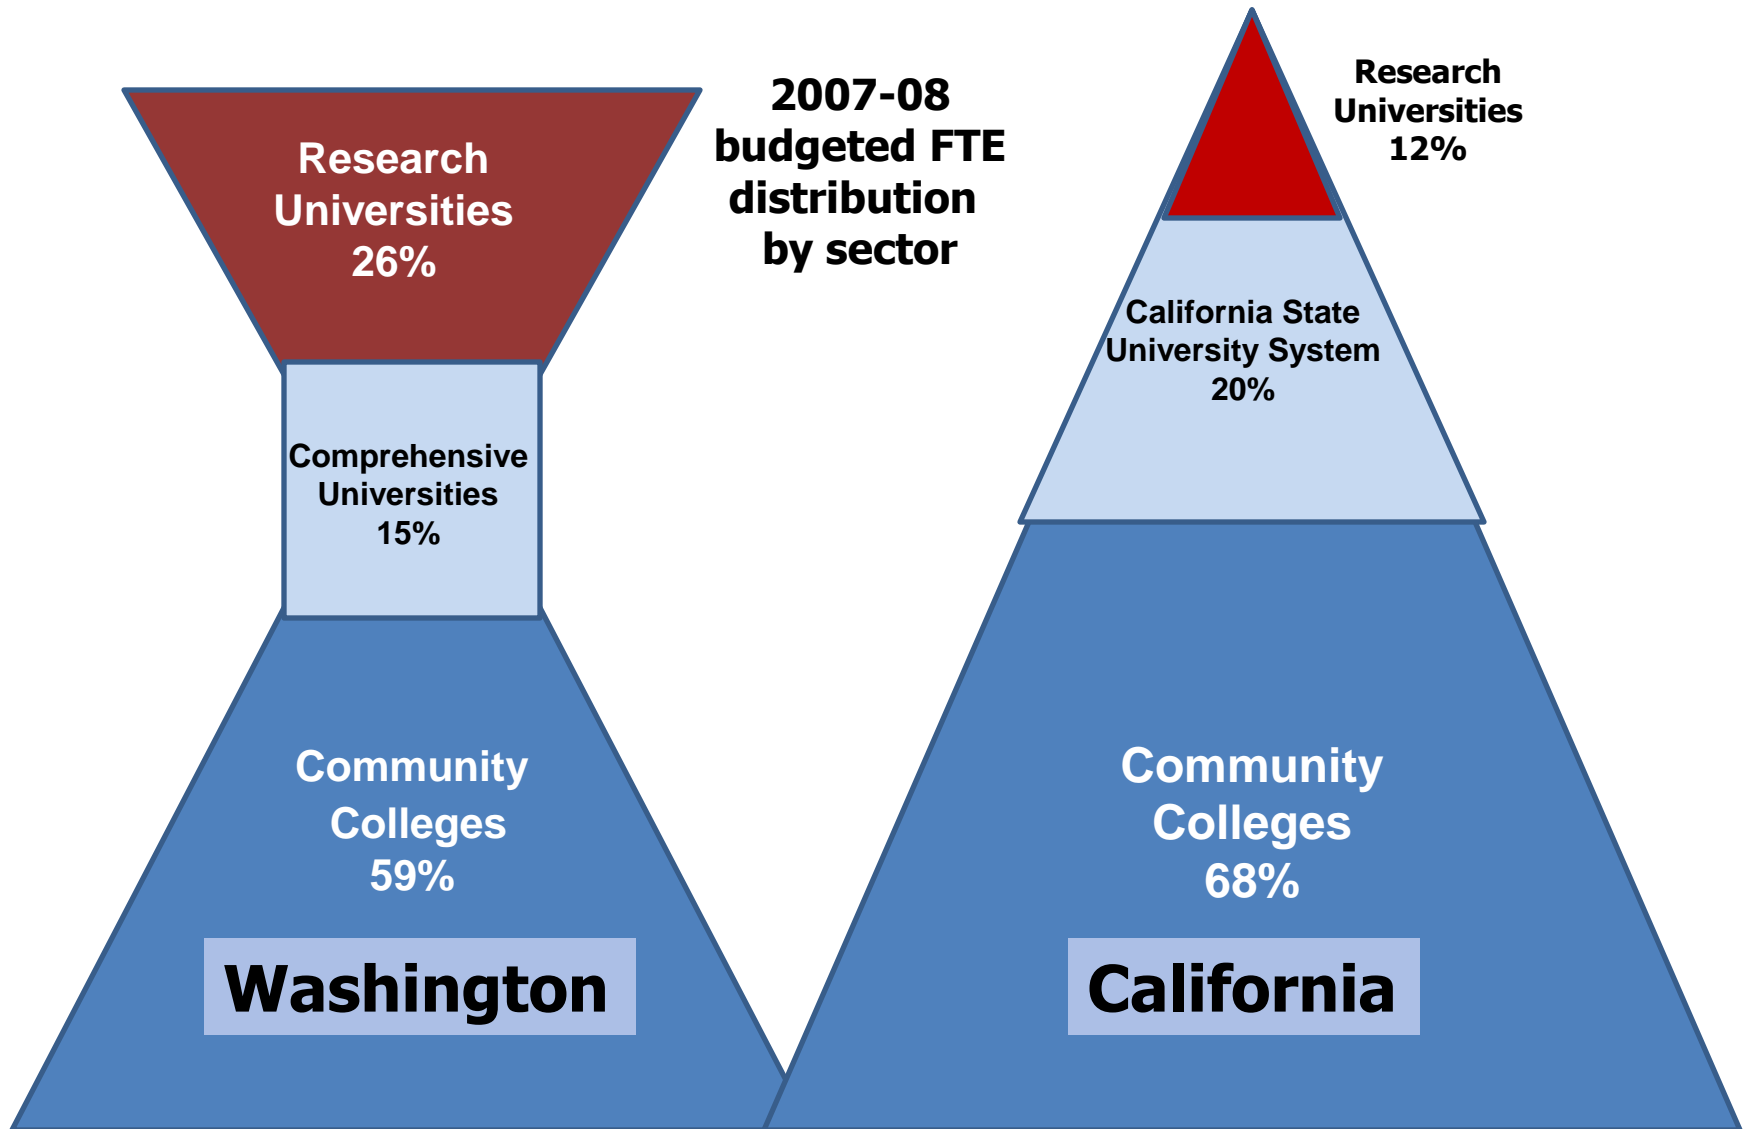 2007-08
budgeted FTE
distribution
by sector
Research
Universities
26%
Comprehensive
Universities
15%
Community
Colleges
59%
Washington
Research
Universities
12%
California State
University System
20%
Community
Colleges
68%
California